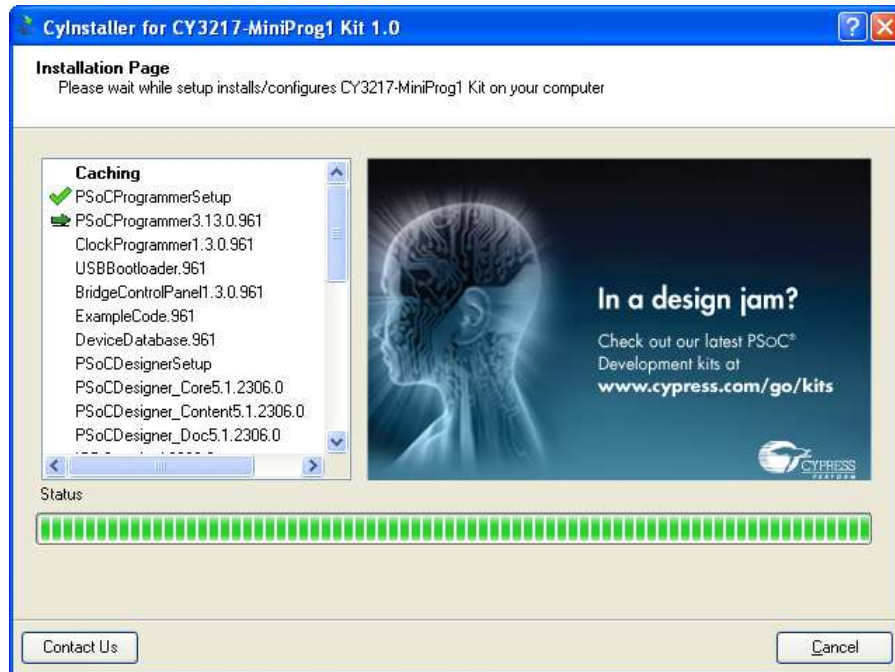 CyInstaller for CY3217-MiniProg1 Kit 1.0
Installation Page
Please wait while setup installs/configures CY3217-MiniProg1 Kit on your computer
Caching
PSoCProgrammerSetup
PSoCProgrammer3.13.0.961
ClockProgrammer1.3.0.961
USBBootloader.961
BridgeControlPanel1.3.0.961
ExampleCode.961
DeviceDatabase.961
PSoCDesignerSetup
PSoCDesigner_Core5.1.2306.0
PSoCDesigner_Content5.1.2306.0
PSoCDesigner_Doc5.1.2306.0
In a design jam?
Check out our latest PSoC®
Development kits at
www.cypress.com/go/kits
CYPRESS
PERFORM
Status
Contact Us
Cancel